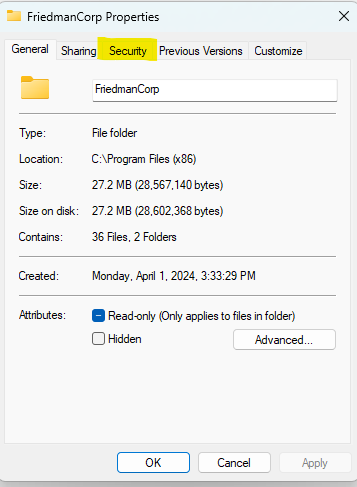 FriedmanCorp Properties
General Sharing Security Previous Versions Customize
FriedmanCorp
Type: File folder
Location: C:\Program Files (x86)
Size: 27.2 MB (28,567,140 bytes)
Size on disk: 27.2 MB (28,602,368 bytes)
Contains: 36 Files, 2 Folders
Created: Monday, April 1, 2024, 3:33:29 PM
Attributes: Read-only (Only applies to files in folder)
Hidden Advanced...
OK Cancel Apply